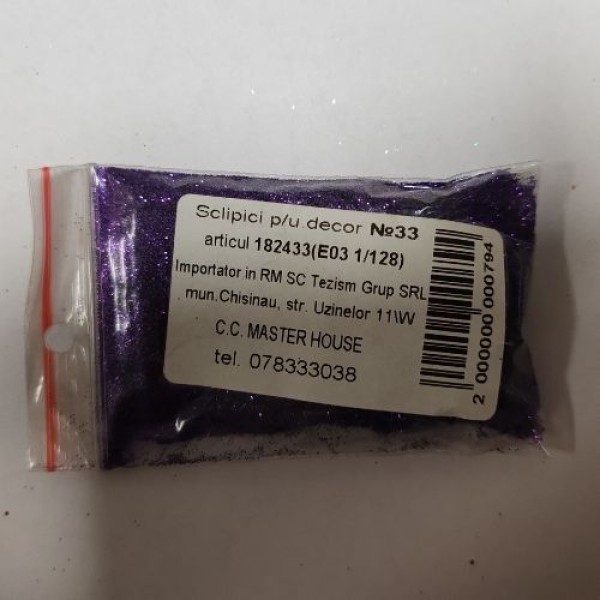 Sclipici p/u decor №33
articul 182433(E03 1/128)
Importator in RM SC Tezism Grup SRL
mun.Chisinau, str. Uzinelor 11\W
C.C. MASTER HOUSE
tel. 078333038
2 000000 000794